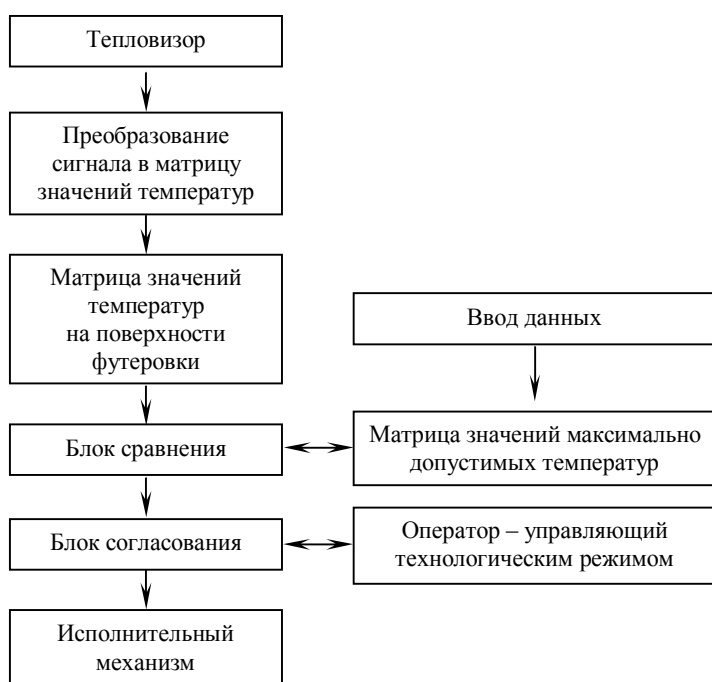 Тепловизор
Преобразование
сигнала в матрицу
значений температур
Матрица значений
температур
на поверхности
футеровки
Ввод данных
Блок сравнения
Матрица значений максимально
допустимых температур
Блок согласования
Оператор – управляющий
технологическим режимом
Исполнительный
механизм